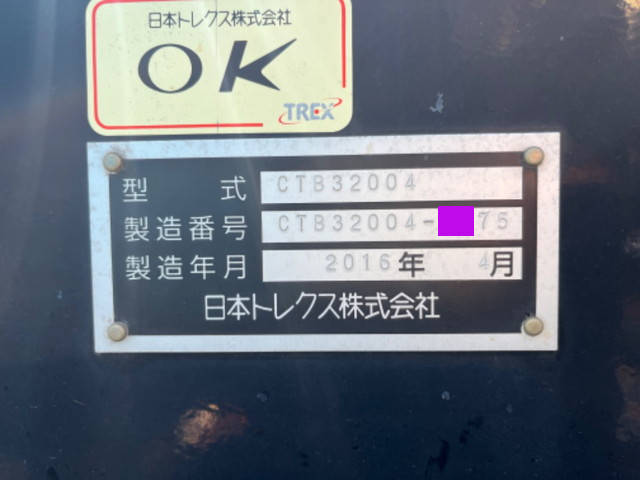 日本トレクス株式会社
OK
TREX
型式 CTB32004
製造番号 CTB32004-75
製造年月 2016年 4月
日本トレクス株式会社